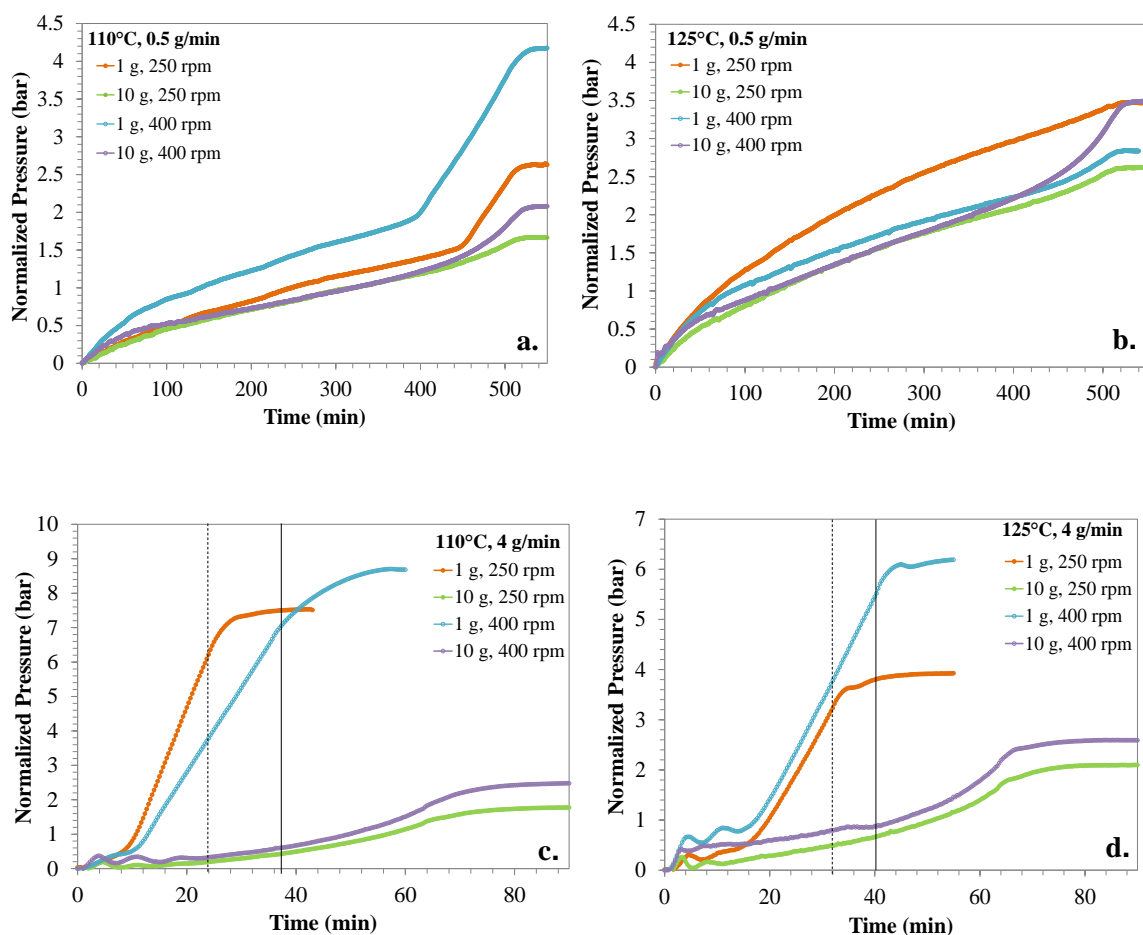 110°C, 0.5 g/min
1 g, 250 rpm
10 g, 250 rpm
1 g, 400 rpm
10 g, 400 rpm
Normalized Pressure (bar)
4.5
4
3.5
3
2.5
2
1.5
1
0.5
0
0 100 200 300 400 500
Time (min)
a.
125°C, 0.5 g/min
1 g, 250 rpm
10 g, 250 rpm
1 g, 400 rpm
10 g, 400 rpm
Normalized Pressure (bar)
4.5
4
3.5
3
2.5
2
1.5
1
0.5
0
0 100 200 300 400 500
Time (min)
b.
110°C, 4 g/min
1 g, 250 rpm
10 g, 250 rpm
1 g, 400 rpm
10 g, 400 rpm
Normalized Pressure (bar)
10
9
8
7
6
5
4
3
2
1
0
0 20 40 60 80
Time (min)
c.
125°C, 4 g/min
1 g, 250 rpm
10 g, 250 rpm
1 g, 400 rpm
10 g, 400 rpm
Normalized Pressure (bar)
7
6
5
4
3
2
1
0
0 20 40 60 80
Time (min)
d.